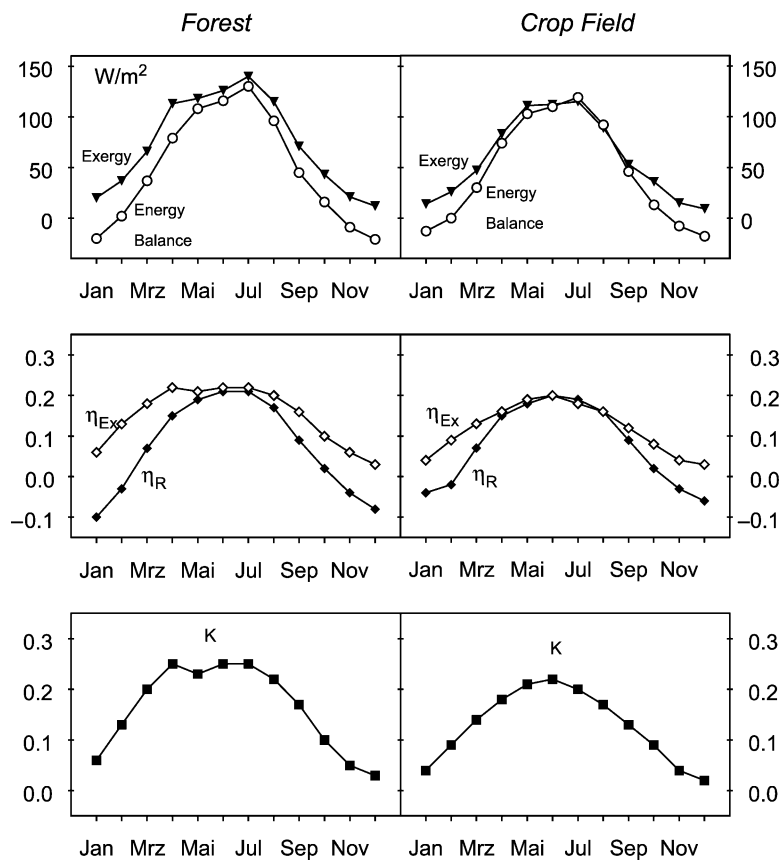 Forest Crop Field
150 W/m² 150
100 100
Exergy Exergy
50 50
Energy Energy
0 Balance Balance 0
Jan Mrz Mai Jul Sep Nov Jan Mrz Mai Jul Sep Nov
0.3 0.3
0.2 0.2
ηEx ηEx
0.1 0.1
ηR ηR
0.0 0.0
–0.1 –0.1
Jan Mrz Mai Jul Sep Nov Jan Mrz Mai Jul Sep Nov
0.3 K K 0.3
0.2 0.2
0.1 0.1
0.0 0.0
Jan Mrz Mai Jul Sep Nov Jan Mrz Mai Jul Sep Nov